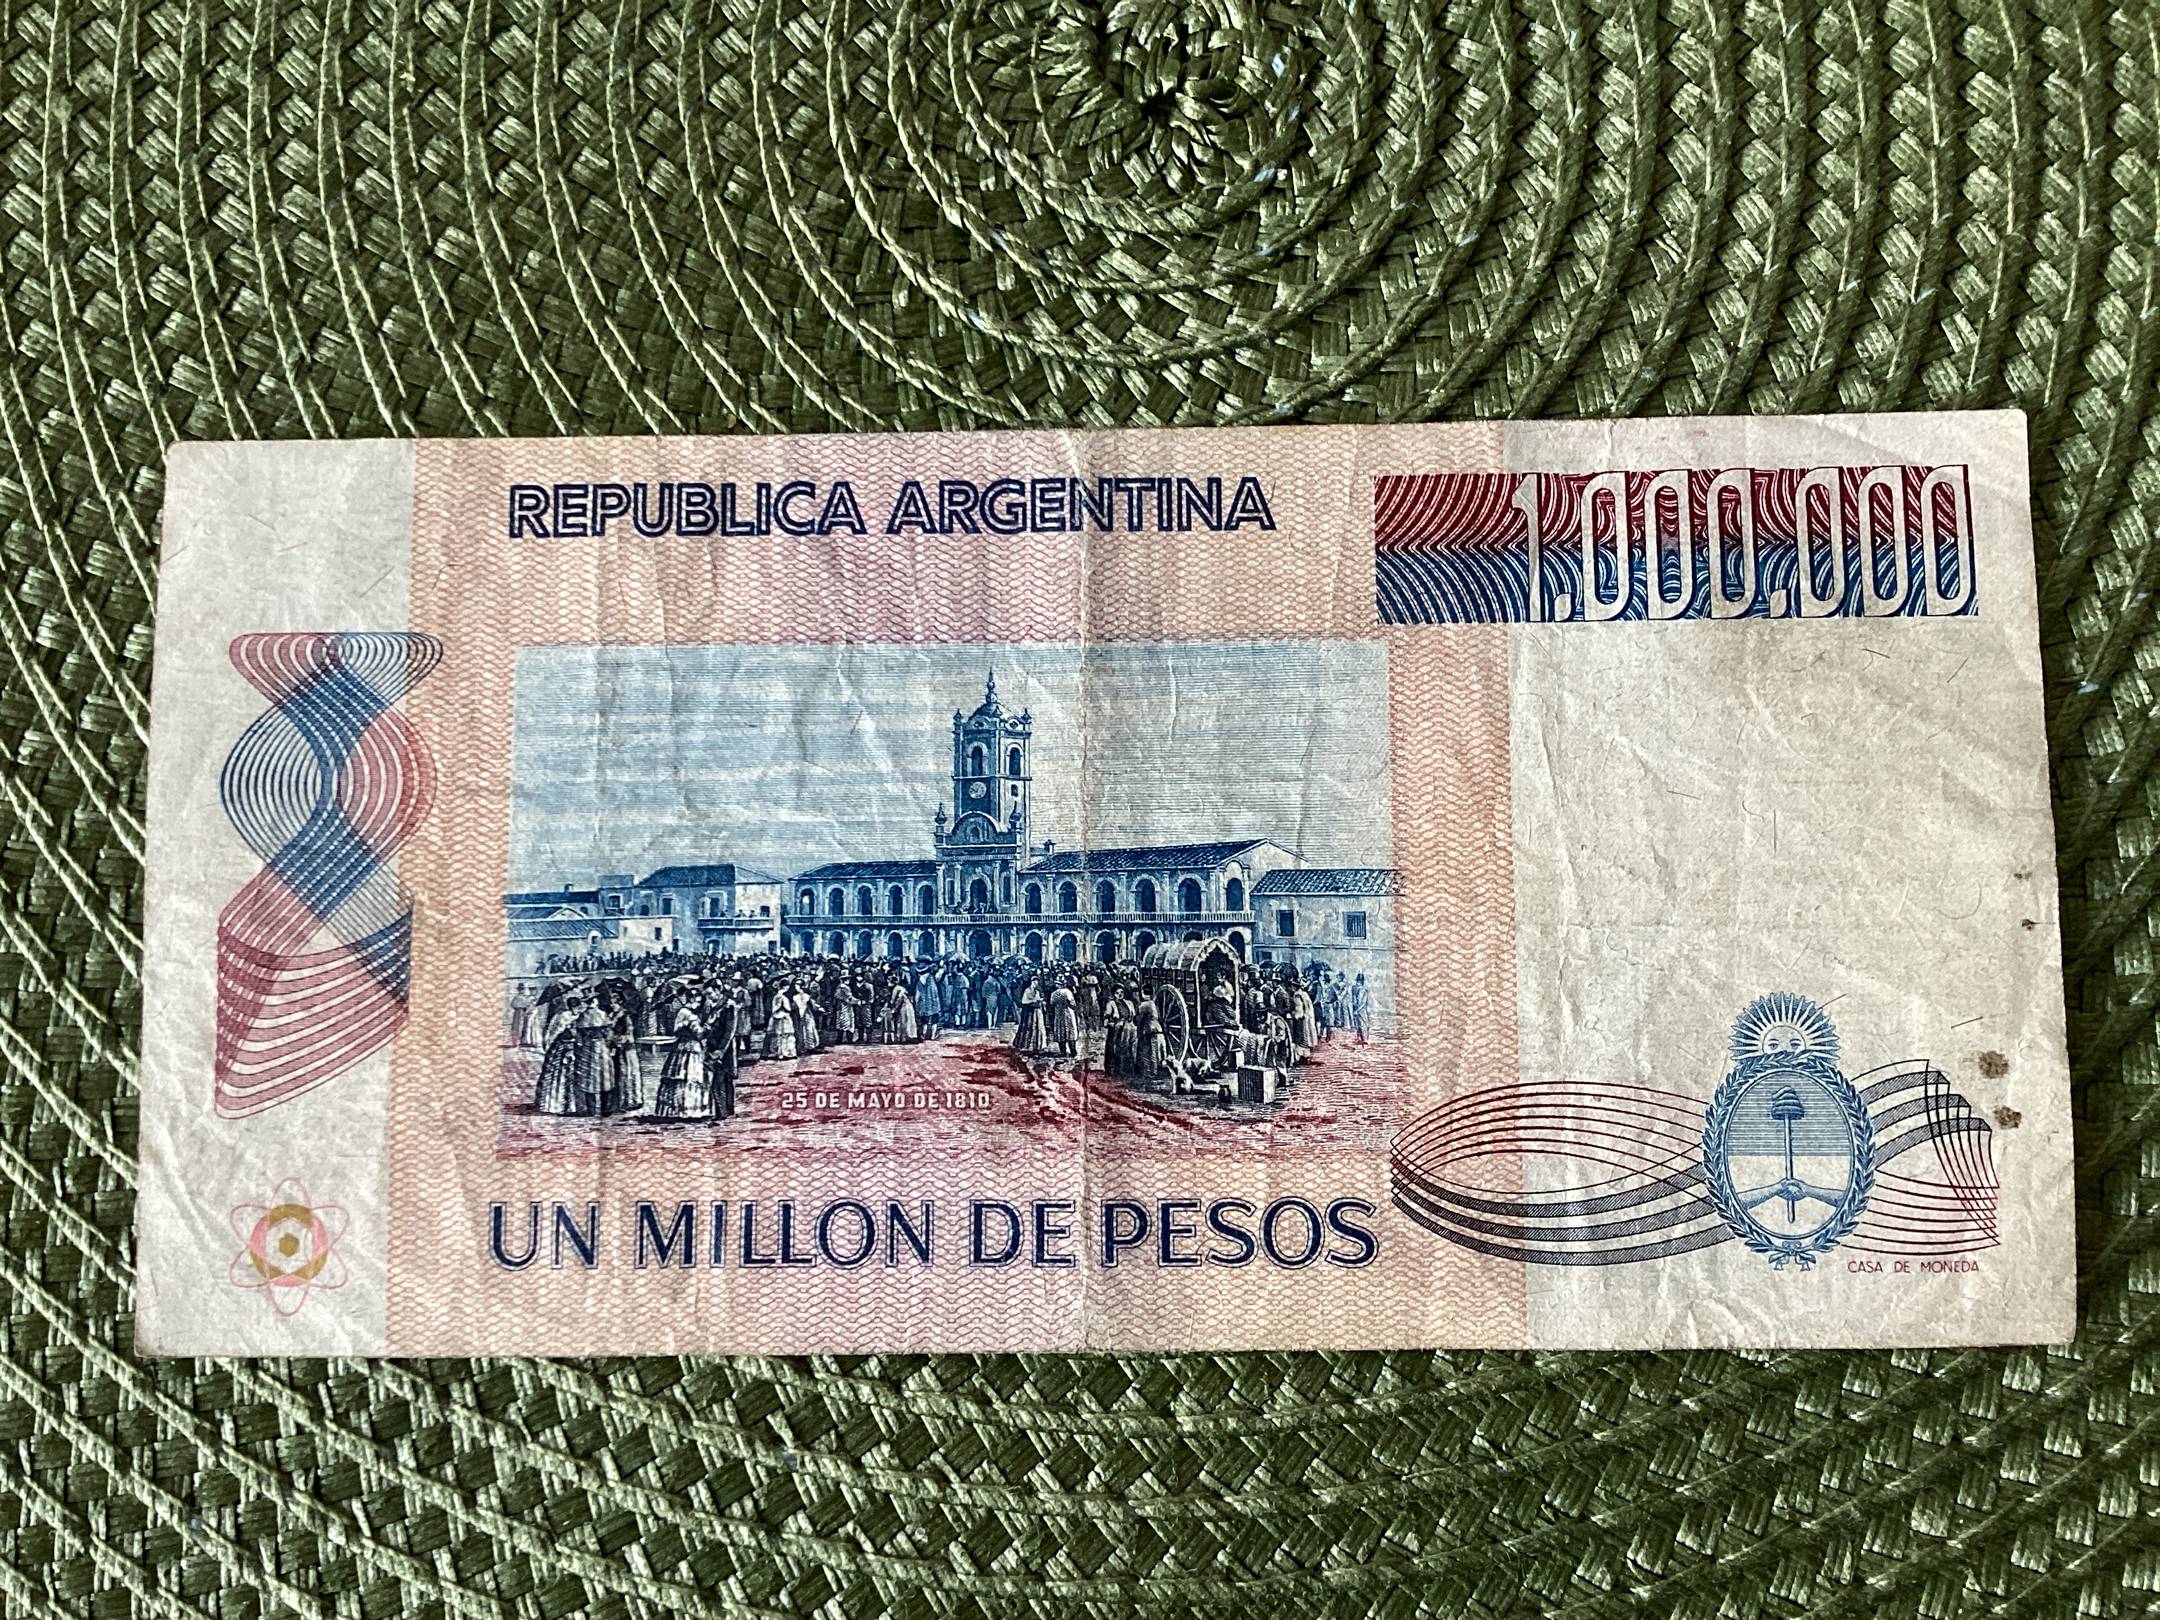 REPUBLICA ARGENTINA
1.000.000
25 DE MAYO DE 1810
UN MILLON DE PESOS
CASA DE MONEDA